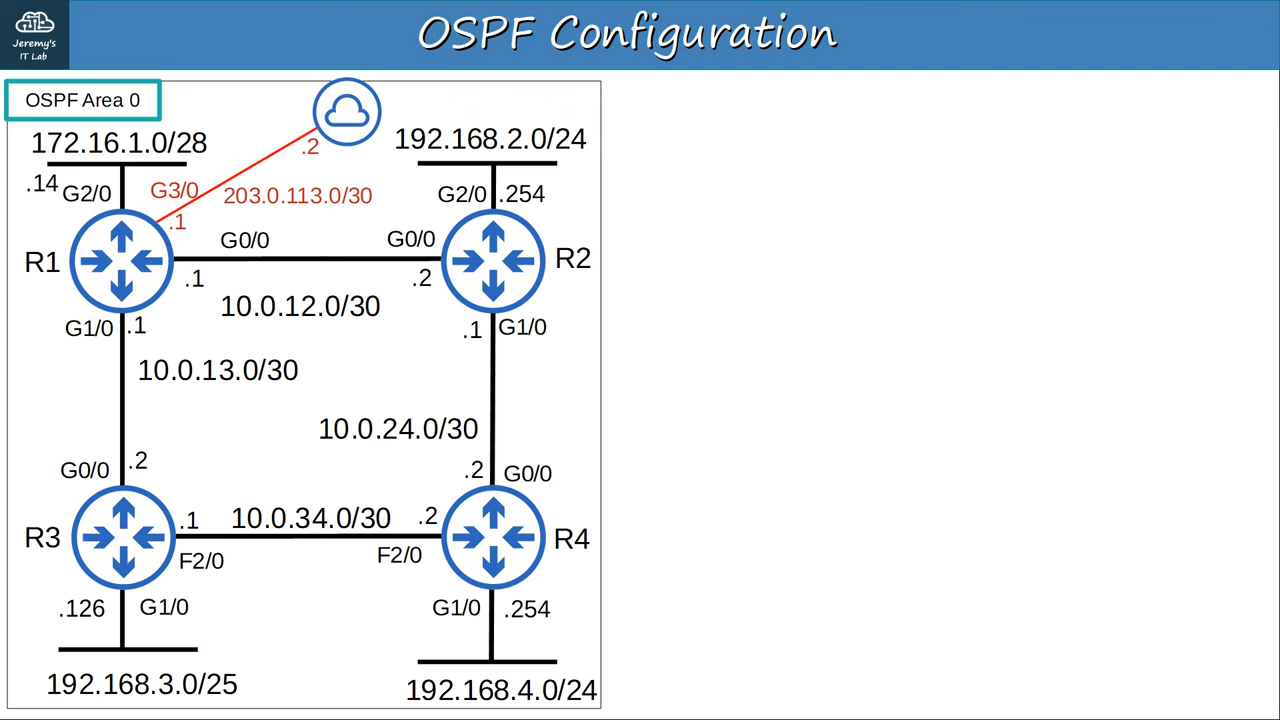 Jeremy's
IT Lab
OSPF Configuration
OSPF Area 0
172.16.1.0/28
192.168.2.0/24
.2
.14
G2/0
G3/0
203.0.113.0/30
G2/0
.254
.1
R1
G0/0
G0/0
R2
.1
.2
10.0.12.0/30
G1/0
.1
.1
G1/0
10.0.13.0/30
10.0.24.0/30
G0/0
.2
.2
G0/0
R3
.1
10.0.34.0/30
.2
R4
F2/0
F2/0
.126
G1/0
G1/0
.254
192.168.3.0/25
192.168.4.0/24